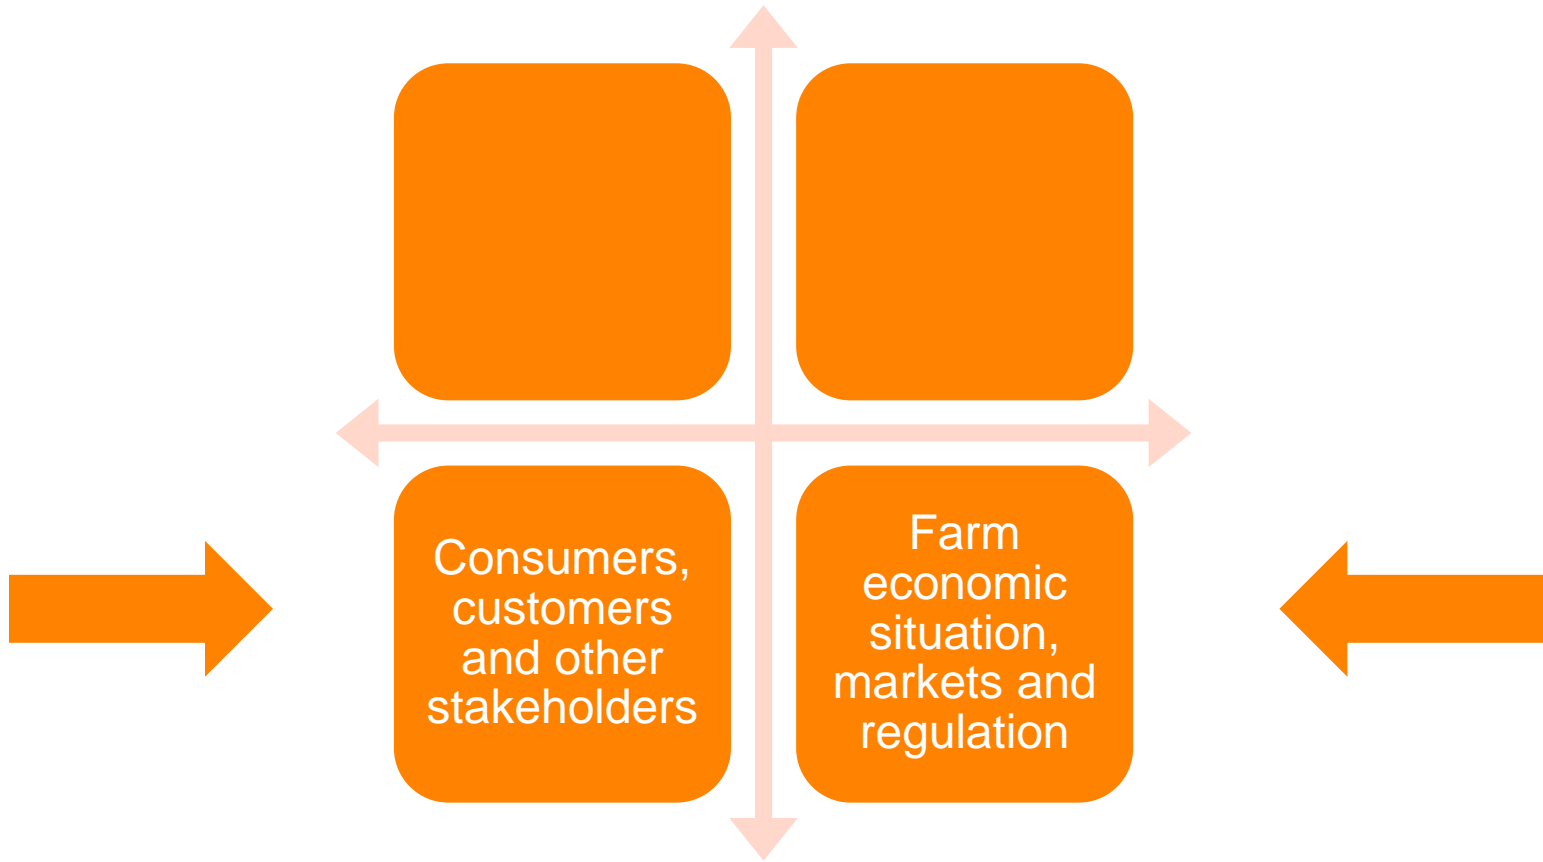 Consumers,
customers
and other
stakeholders
Farm
economic
situation,
markets and
regulation